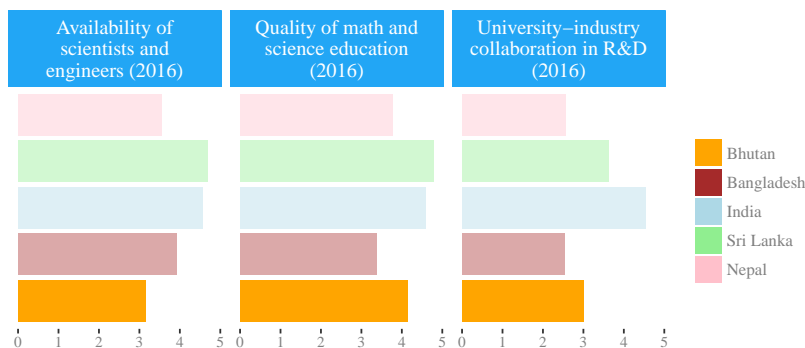 Availability of
scientists and
engineers (2016)
Quality of math and
science education
(2016)
University−industry
collaboration in R&D
(2016)
Bhutan
Bangladesh
India
Sri Lanka
Nepal
0 1 2 3 4 5 0 1 2 3 4 5 0 1 2 3 4 5